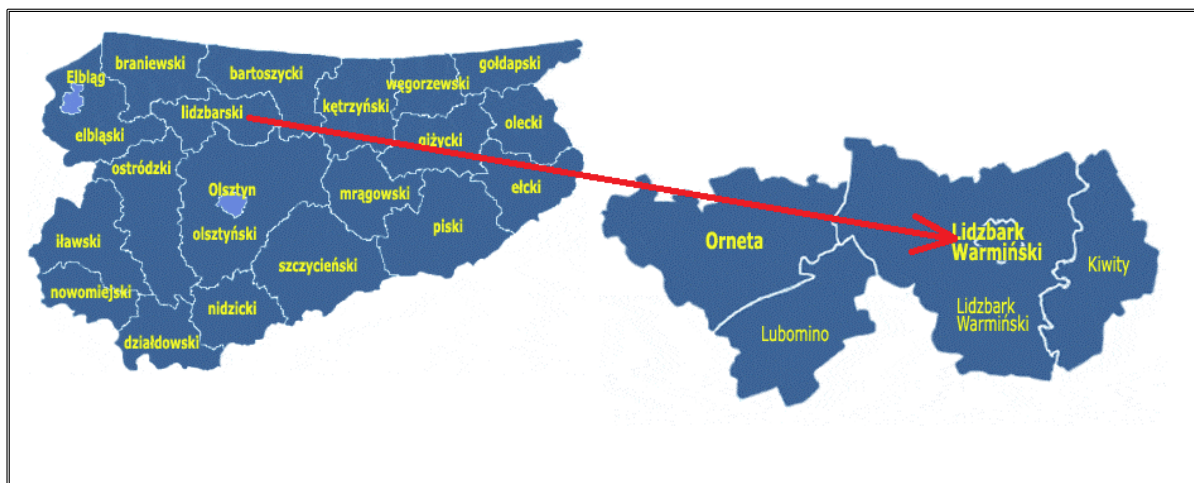 gołdapski
braniewski
bartoszycki
Elbląg
węgorzewski
kętrzyński
lidzbarski
olecki
elbląski
giżycki
ostródzki
ełcki
Olsztyn
mrągowski
piski
olsztyński
iławski
szczycieński
nowomiejski
nidzicki
działdowski
Orneta
Lidzbark
Warmiński
Kiwity
Lidzbark
Warmiński
Lubomino